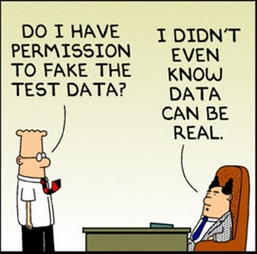 DO I HAVE
PERMISSION
TO FAKE THE
TEST DATA?
I DIDN'T
EVEN
KNOW
DATA
CAN BE
REAL.